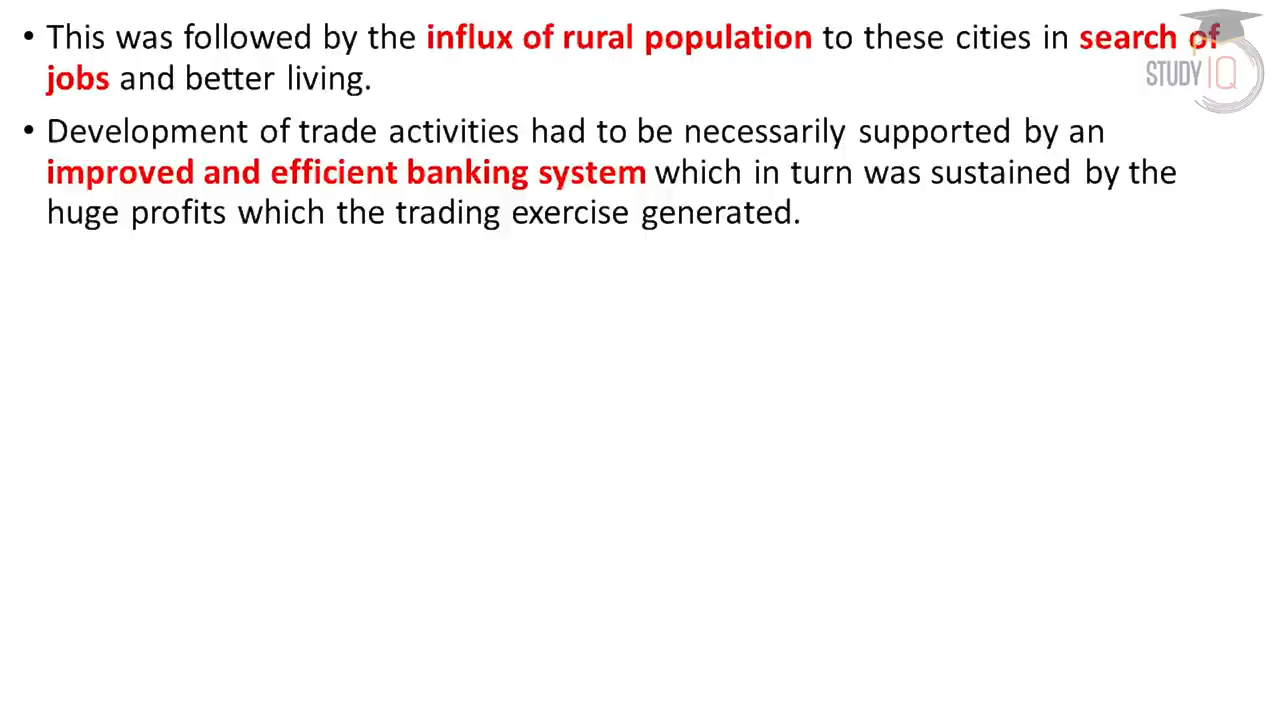 • This was followed by the influx of rural population to these cities in search of
jobs and better living.
• Development of trade activities had to be necessarily supported by an
improved and efficient banking system which in turn was sustained by the
huge profits which the trading exercise generated.
STUDY IQ